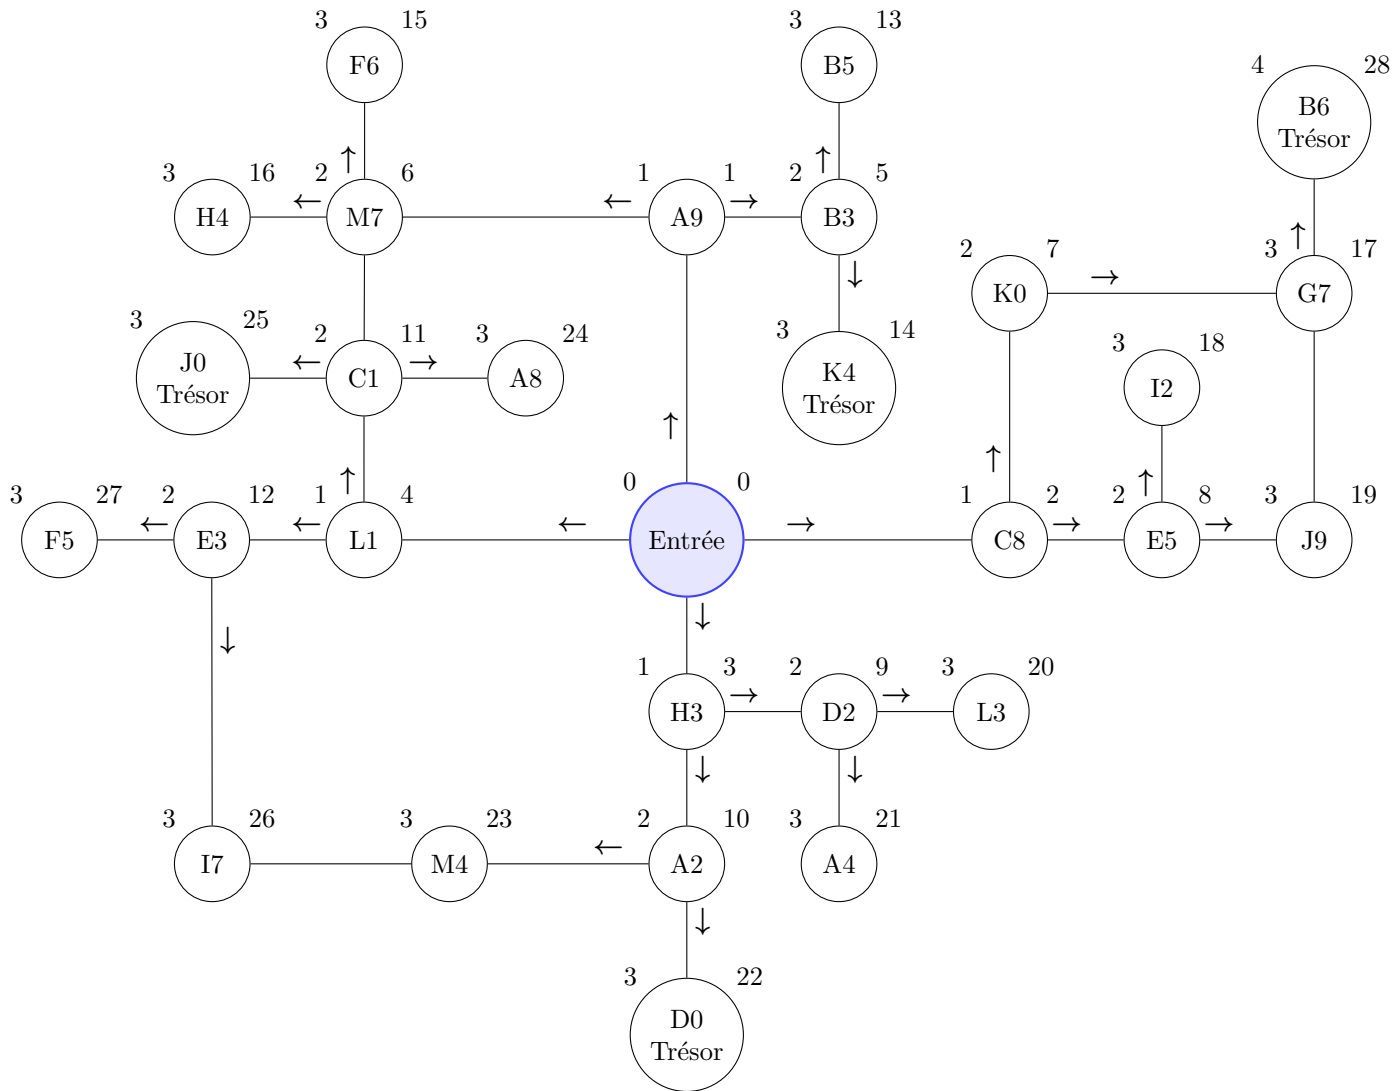 3 15
F6
3 13
B5
4 28
B6
Trésor
3 16
H4
↑
← 2 6
M7
1 1
← →
A9
↑
2 5
B3
↓
2 7
K0
→
↑
3 17
G7
3 25
J0
Trésor
2 11
← →
C1
3 24
A8
3 14
K4
Trésor
3 18
I2
↑
3 27
F5
2 12
←
E3
↑
1 4
←
L1
↑
0 0
← →
Entrée
↑
1 2
→
C8
↑
2 8
→
E5
3 19
J9
↓
↓
1 3
→
H3
2 9
→
D2
3 20
L3
↓
↓
3 26
I7
3 23
M4
←
2 10
A2
3 21
A4
↓
3 22
D0
Trésor